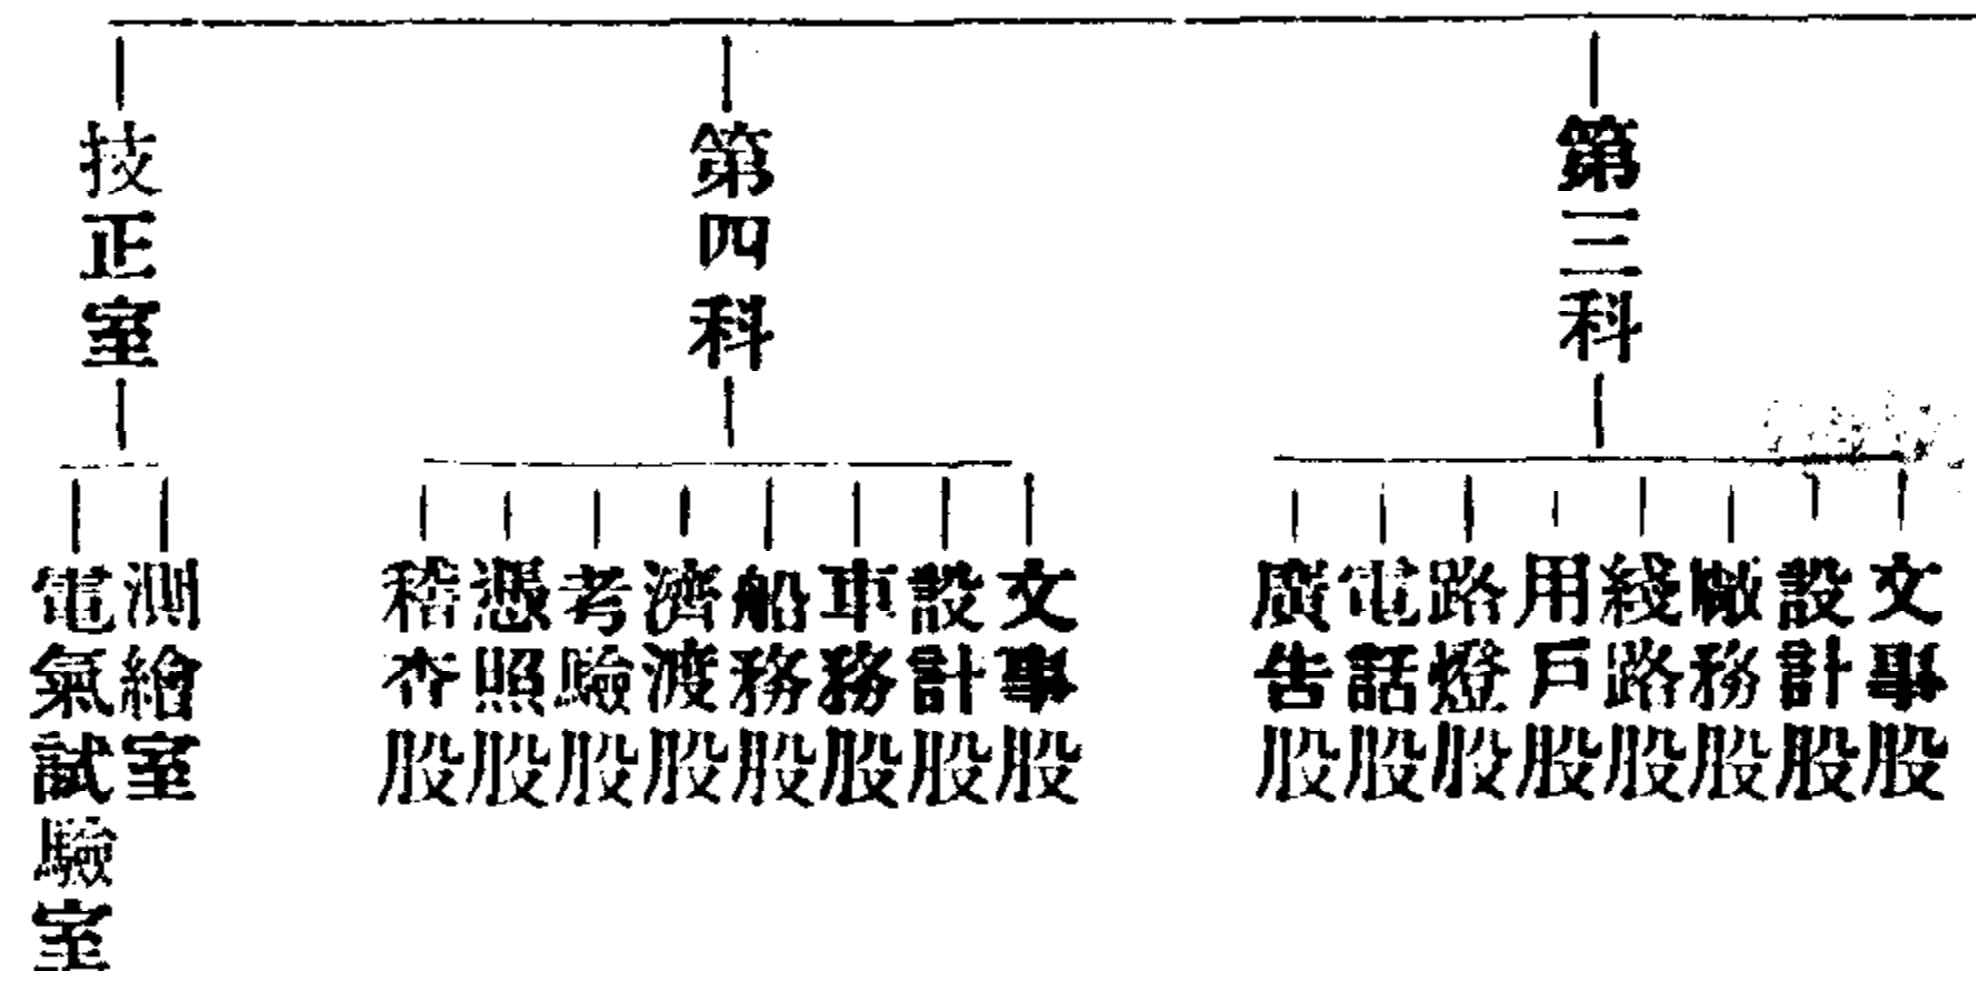 第三科
文事股
設計股
廠務股
綫路股
用戶股
路燈股
電話股
廣告股
第四科
文事股
設計股
車務股
船務股
濟渡股
考驗股
憑照股
稽查股
技正室
測繪室
電氣試驗室